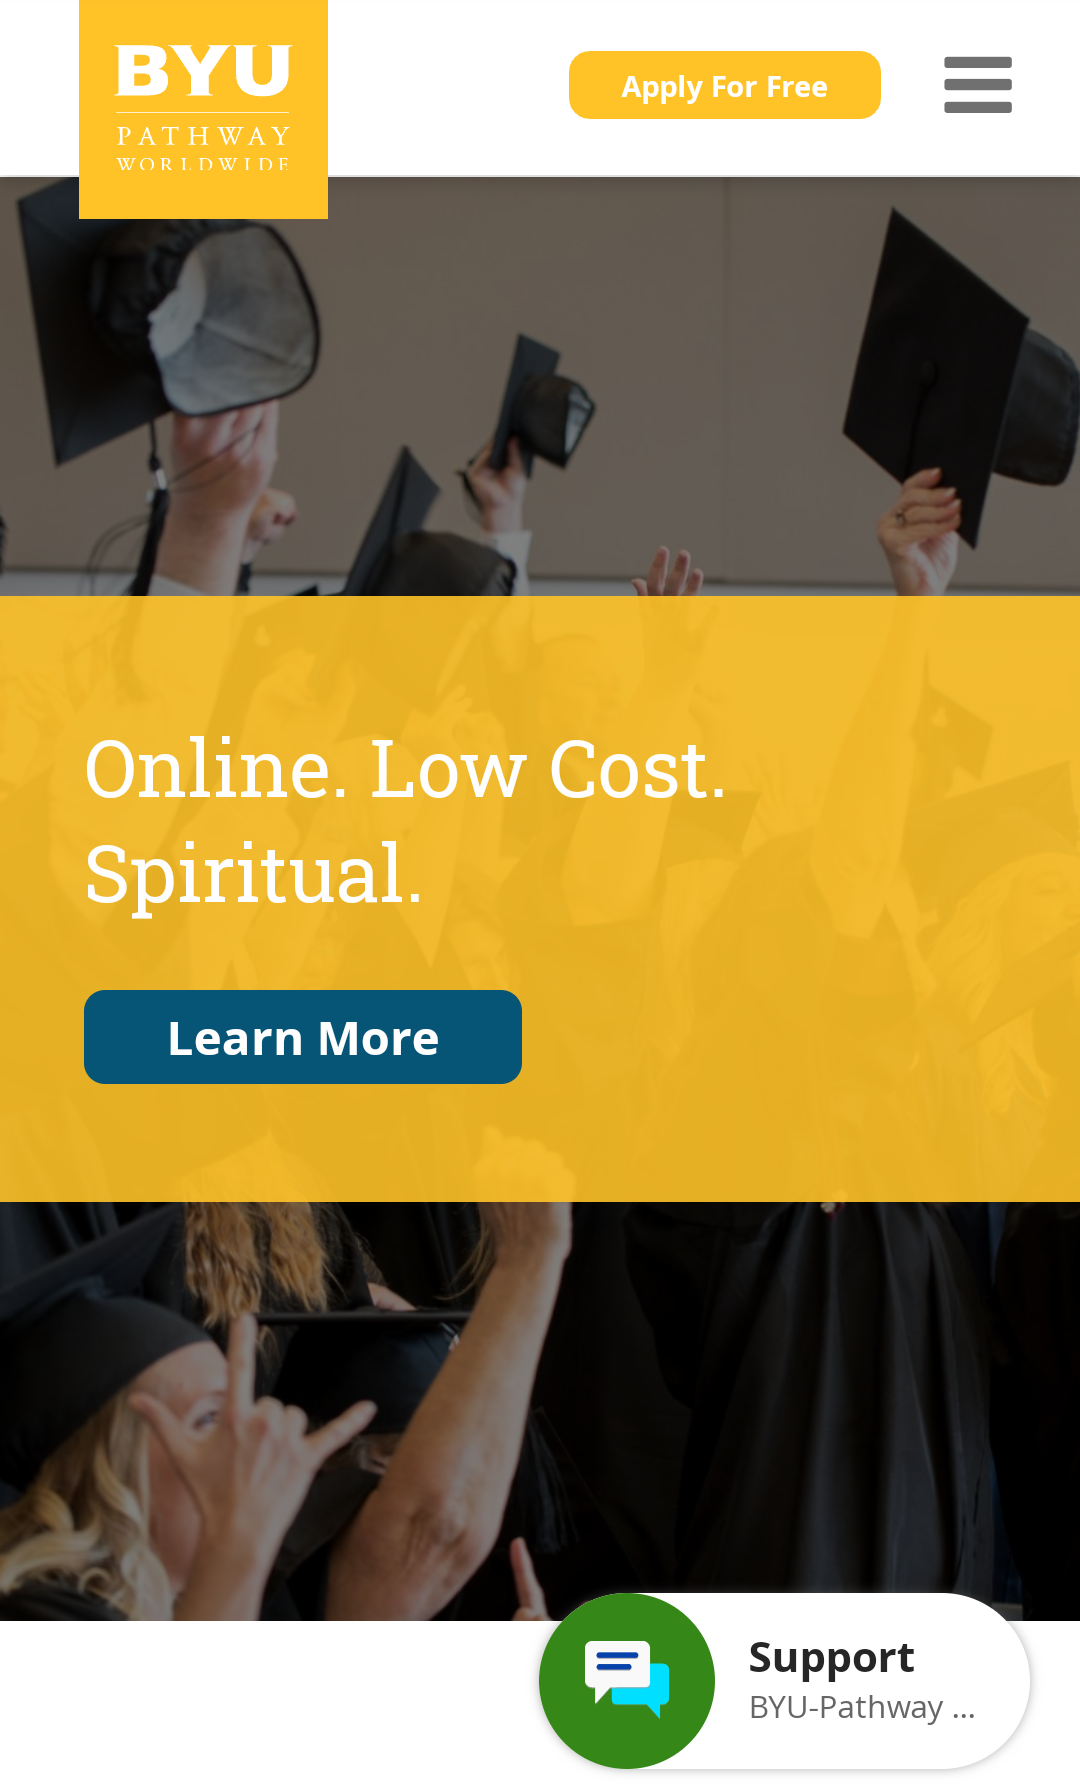 BYU
PATHWAY
WORLDWIDE
Apply For Free
Online. Low Cost.
Spiritual.
Learn More
Support
BYU-Pathway ...